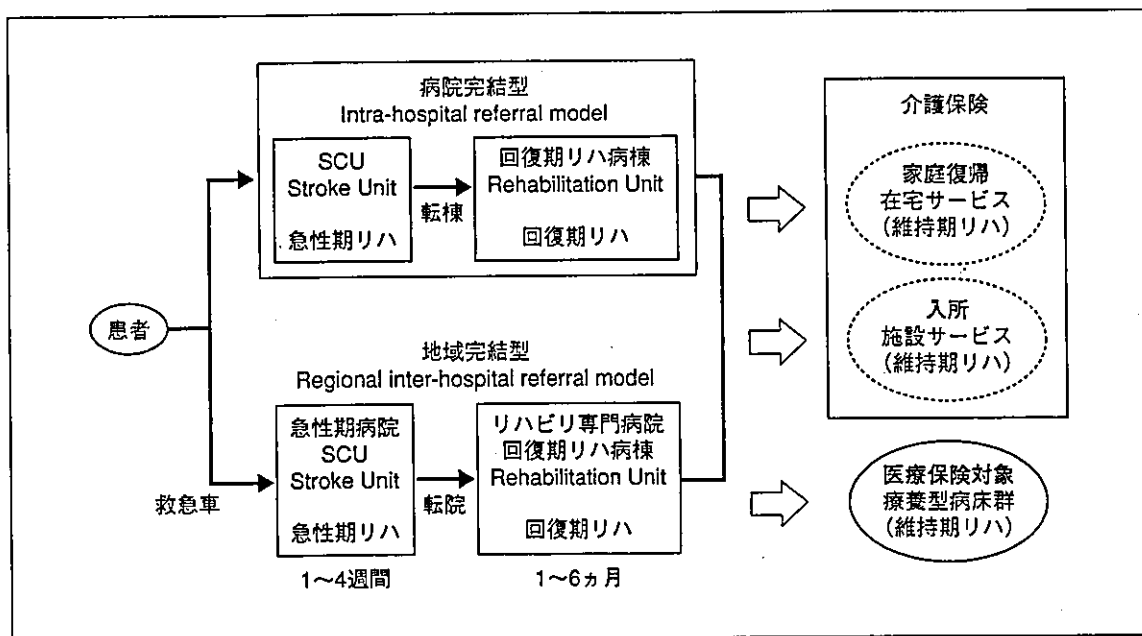 病院完結型
Intra-hospital referral model
SCU
Stroke Unit
急性期リハ
転棟
回復期リハ病棟
Rehabilitation Unit
回復期リハ
患者
救急車
地域完結型
Regional inter-hospital referral model
急性期病院
SCU
Stroke Unit
急性期リハ
転院
リハビリ専門病院
回復期リハ病棟
Rehabilitation Unit
回復期リハ
1〜4週間
1〜6ヵ月
介護保険
家庭復帰
在宅サービス
(維持期リハ)
入所
施設サービス
(維持期リハ)
医療保険対象
療養型病床群
(維持期リハ)